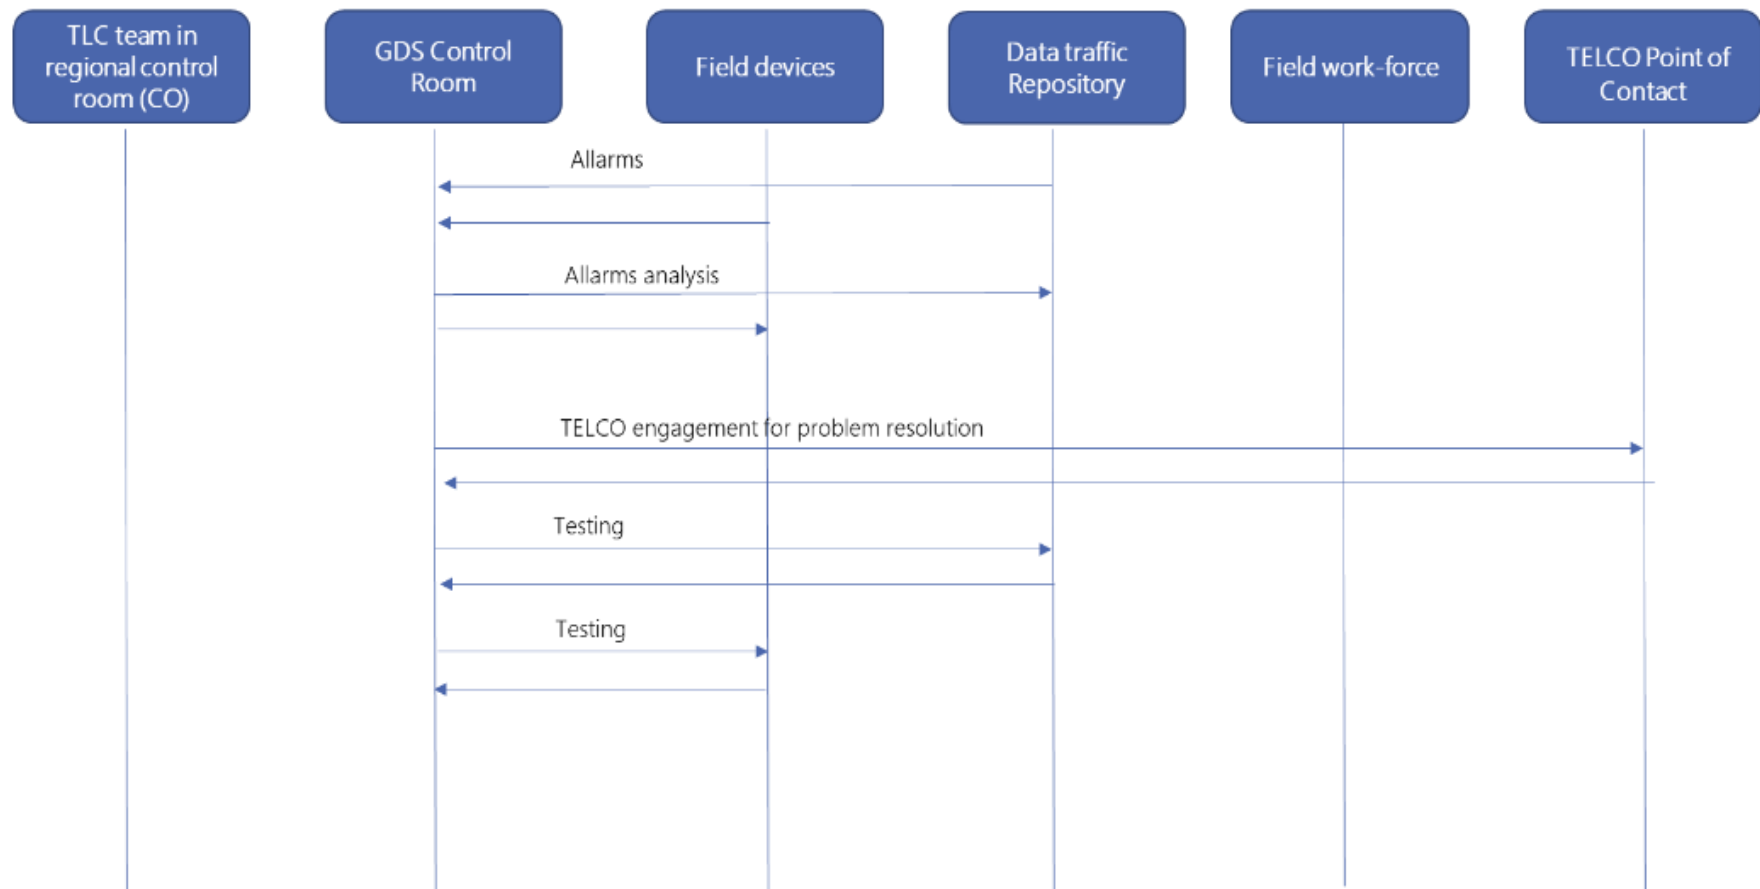 TLC team in
regional control
room (CO)
GDS Control
Room
Field devices
Data traffic
Repository
Field work-force
TELCO Point of
Contact
Allarms
Allarms analysis
TELCO engagement for problem resolution
Testing
Testing